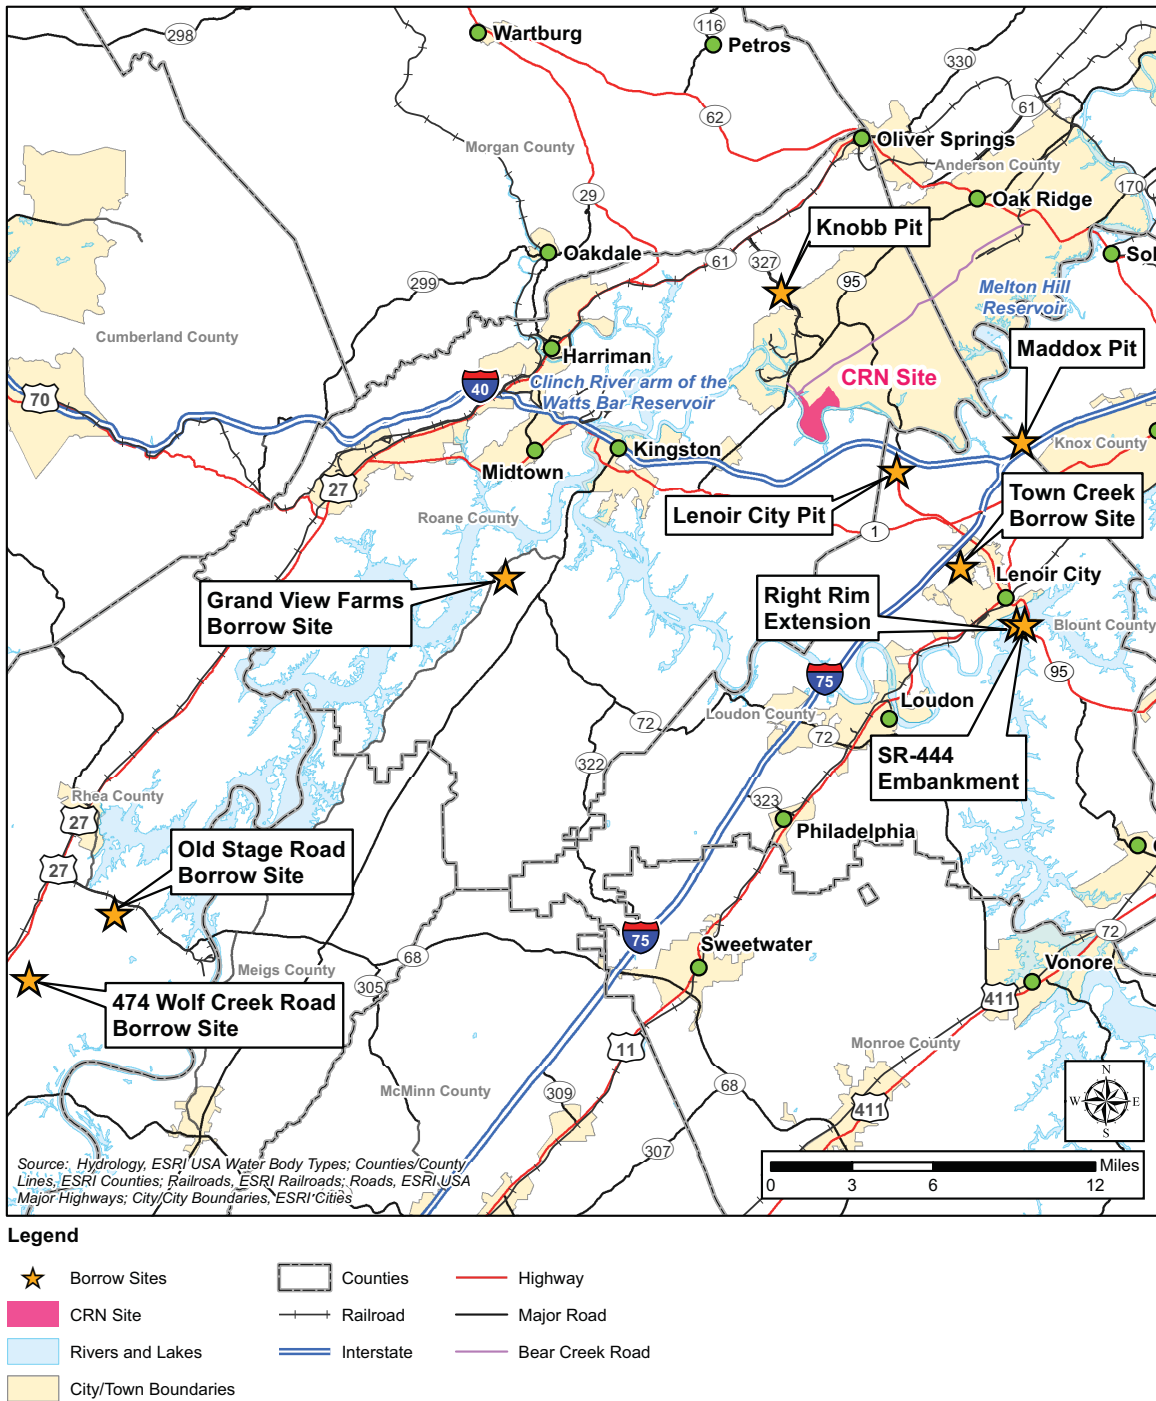 298
Wartburg
116
Petros
330
61
62
Oliver Springs
Morgan County
Anderson County
170
29
Oak Ridge
Knobb Pit
Oakdale
61
327
95
Sol
299
Melton Hill
Reservoir
Cumberland County
Maddox Pit
Harriman
CRN Site
40
Clinch River arm of the
Watts Bar Reservoir
70
Knox County
Kingston
Midtown
27
Town Creek
Borrow Site
Lenoir City Pit
Roane County
1
Lenoir City
Grand View Farms
Borrow Site
Right Rim
Extension
Blount County
75
95
Loudon
Loudon County
72
72
SR-444
Embankment
322
Rhea County
323
27
Philadelphia
Old Stage Road
Borrow Site
27
72
75
Sweetwater
68
Vonore
Meigs County
305
411
474 Wolf Creek Road
Borrow Site
11
Monroe County
68
McMinn County
309
411
N
W E
S
307
Source: Hydrology, ESRI USA Water Body Types; Counties/County
Lines, ESRI Counties; Railroads, ESRI Railroads; Roads, ESRI USA
Major Highways; City/City Boundaries, ESRI Cities
Miles
0 3 6 12
Legend
Borrow Sites
Counties
Highway
CRN Site
Railroad
Major Road
Rivers and Lakes
Interstate
Bear Creek Road
City/Town Boundaries